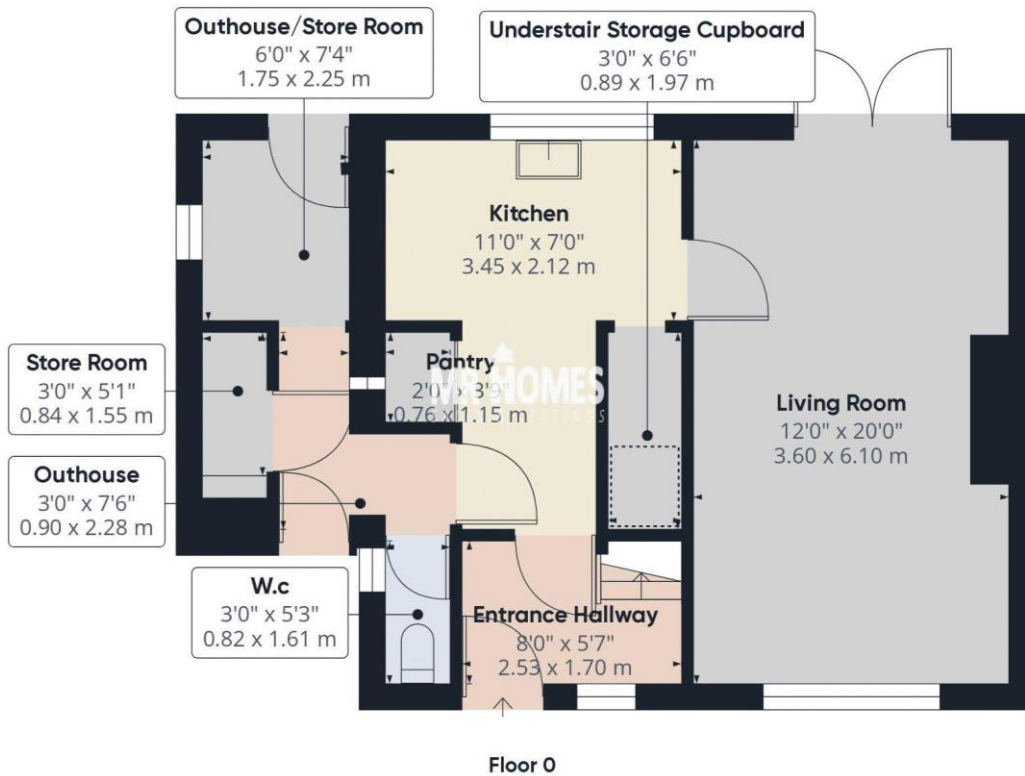 Outhouse/Store Room
6'0" x 7'4"
1.75 x 2.25 m
Understair Storage Cupboard
3'0" x 6'6"
0.89 x 1.97 m
Kitchen
11'0" x 7'0"
3.45 x 2.12 m
Store Room
3'0" x 5'1"
0.84 x 1.55 m
Pantry
2'0" x 3'9"
0.76 x 1.15 m
MR HOMES
Living Room
12'0" x 20'0"
3.60 x 6.10 m
Outhouse
3'0" x 7'6"
0.90 x 2.28 m
W.c
3'0" x 5'3"
0.82 x 1.61 m
Entrance Hallway
8'0" x 5'7"
2.53 x 1.70 m
Floor 0